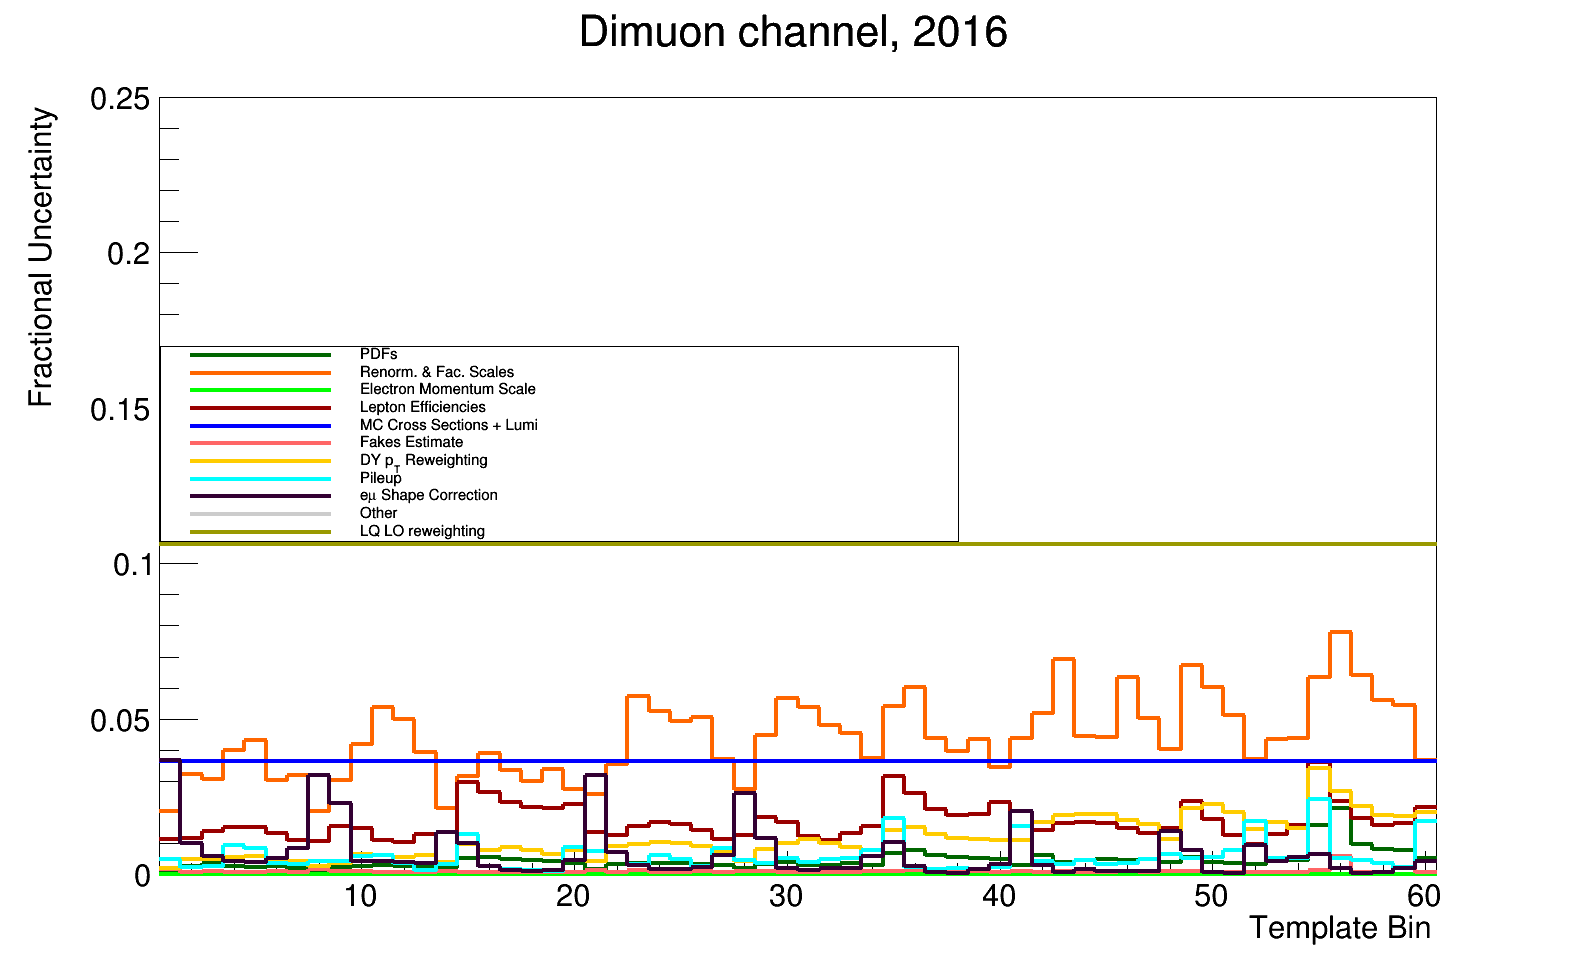 Dimuon channel, 2016
Fractional Uncertainty
0.25
0.2
0.15
0.1
0.05
0
PDFs
Renorm. & Fac. Scales
Electron Momentum Scale
Lepton Efficiencies
MC Cross Sections + Lumi
Fakes Estimate
DY pT Reweighting
Pileup
eμ Shape Correction
Other
LQ LO reweighting
10 20 30 40 50 60
Template Bin